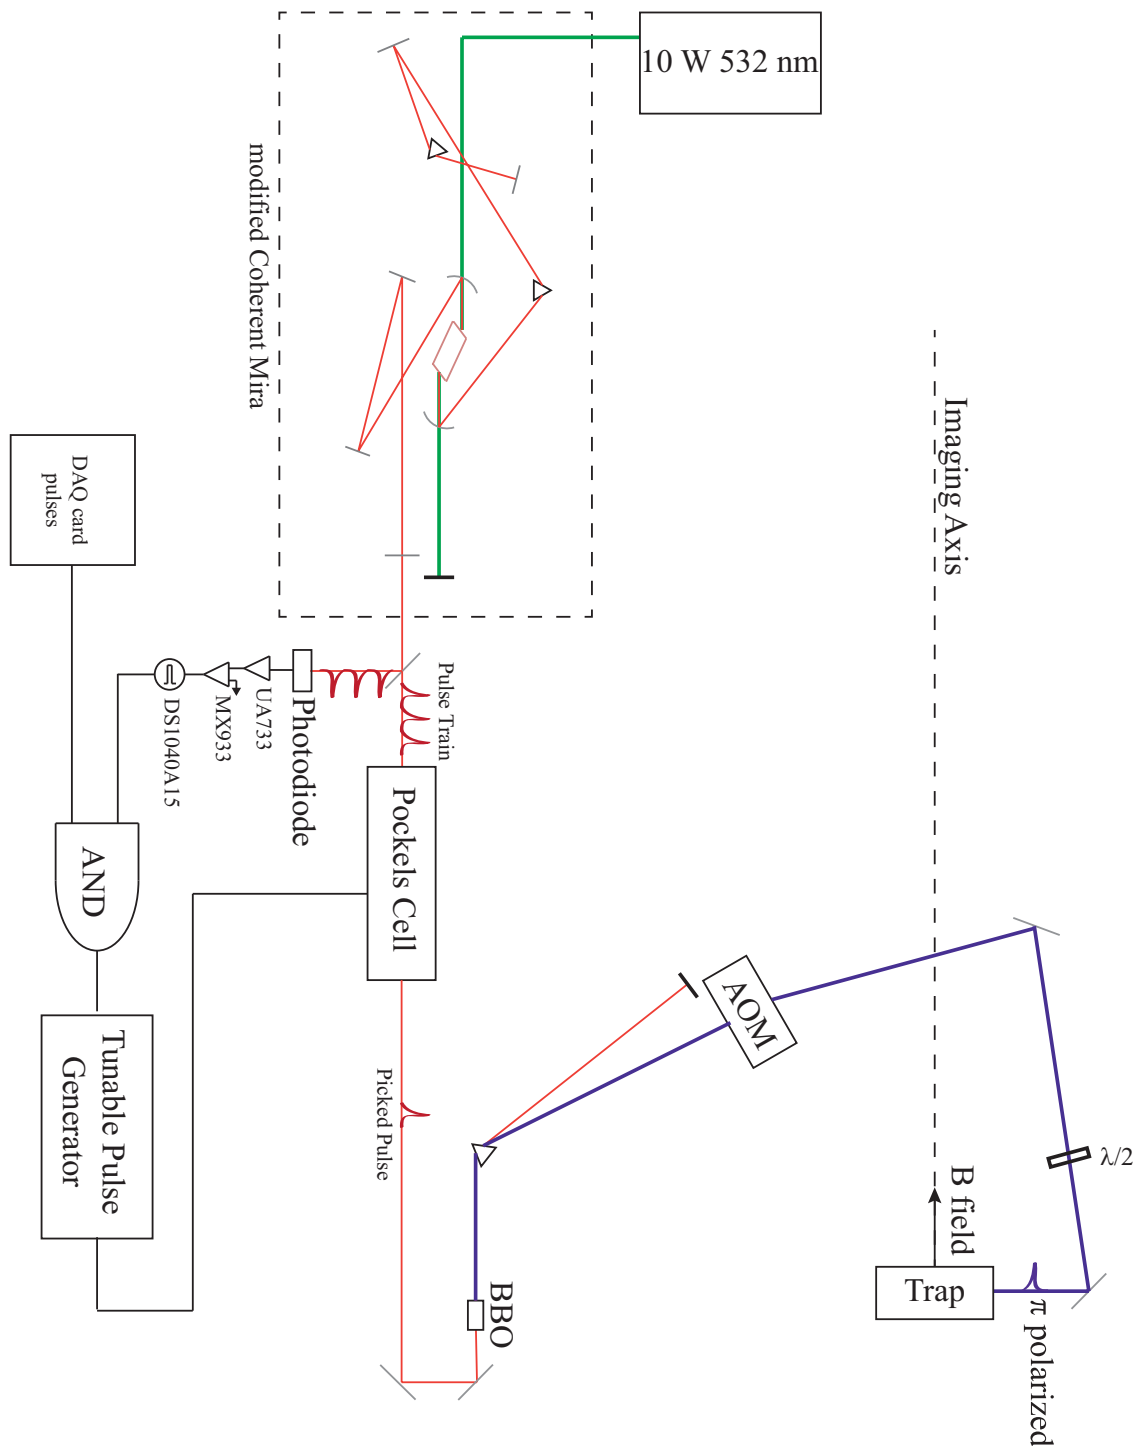 10 W 532 nm
modified Coherent Mira
Imaging Axis
DAQ card
pulses
Pulse Train
Photodiode
UA733
MX933
DS1040A15
Pockels Cell
AND
AOM
Tunable Pulse
Generator
Picked Pulse
λ/2
B field
Trap
π polarized
BBO